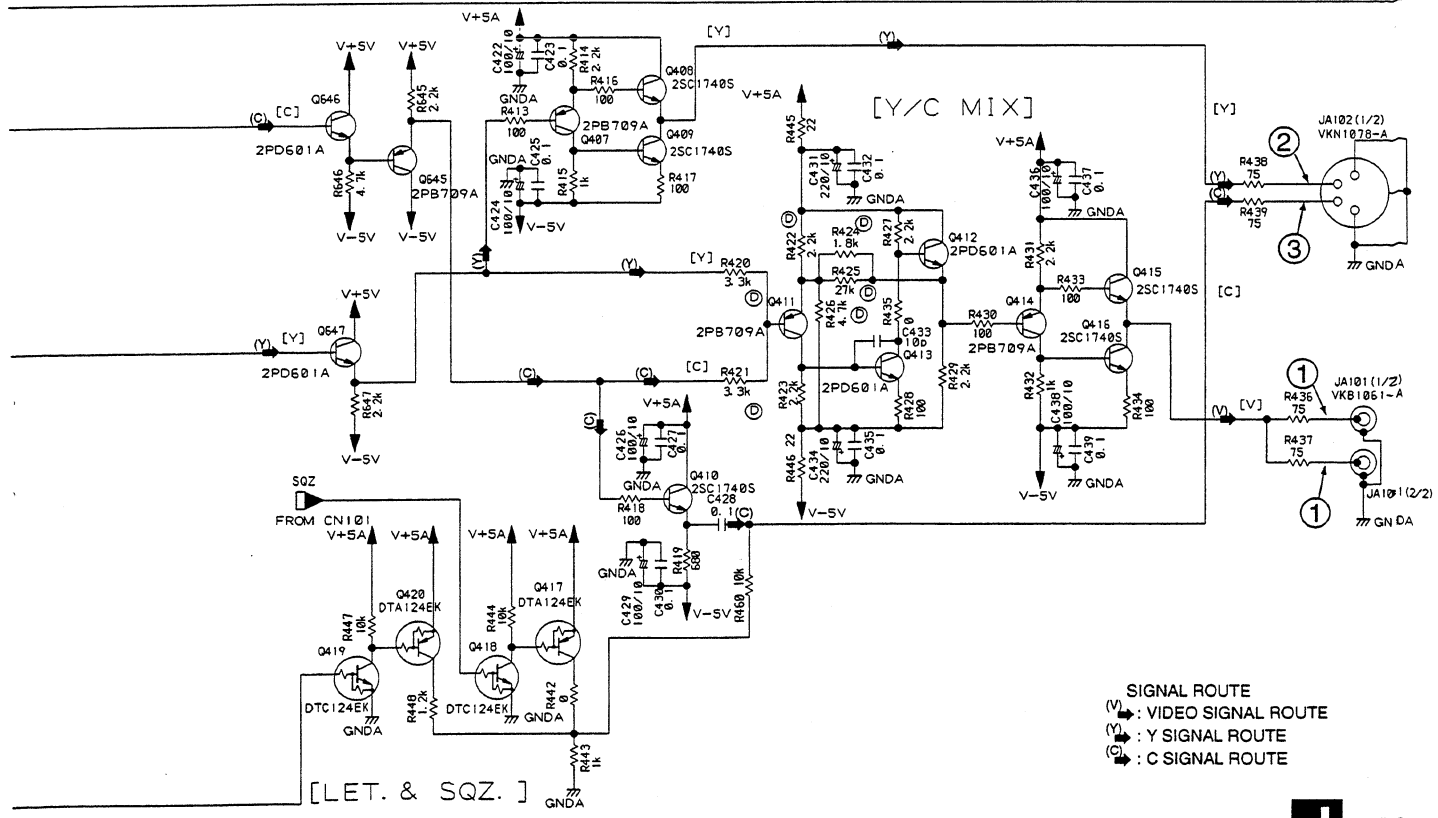 V+5A
[Y]
(Y)
C422
100/10
C423
0.1
R414
2.2k
V+5V
V+5V
Q408
2SC1740S
R416
100
GNDA
R413
100
2PB709A
Q407
Q409
2SC1740S
R645
2.2k
[C]
(C)
Q646
2PD601A
R646
4.7k
Q645
2PB709A
V-5V
V-5V
GNDA
C425
0.1
C424
100/10
R415
1k
R417
100
V-5V
(Y)
V+5A
[Y/C MIX]
R445
22
C431
220/10
C432
0.1
GNDA
V+5A
C436
100/10
C437
0.1
GNDA
[Y]
JA102(1/2)
VKN1078-A
②
R438
75
(Y)
(C)
R439
75
③
GNDA
[C]
(Y)
[Y]
R420
3.3k
D
D
R422
2.2k
R424
1.8k
D
R425
27k
D
R426
4.7k
D
R427
2.2k
Q412
2PD601A
R435
0
C433
10p
Q411
2PB709A
Q413
2PD601A
R430
100
R429
2.2k
R428
100
R423
2.2k
R431
2.2k
R433
100
Q415
2SC1740S
Q414
2PB709A
Q416
2SC1740S
R432
1k
R434
100
C438
100/10
C439
0.1
GNDA
V-5V
V+5V
Q647
(Y)
[Y]
2PD601A
R647
2.2k
V-5V
(C)
(C)
[C]
R421
3.3k
D
(C)
V+5A
C426
100/10
C427
0.1
GNDA
Q410
2SC1740S
R418
100
C428
0.1
(C)
22
R446
C434
220/10
C435
0.1
GNDA
V-5V
(V)
[V]
R436
75
①
JA101(1/2)
VKB1061-A
R437
75
①
JA101(2/2)
GNDA
SQZ
FROM CN101
V+5A
V+5A
V+5A
V+5A
GNDA
C429
100/10
C430
0.1
R419
680
V-5V
R460
10k
Q420
DTA124EK
R447
10k
Q419
DTC124EK
GNDA
R448
1.2k
Q417
DTA124EK
R444
10k
Q418
DTC124EK
GNDA
R442
0
R443
1k
GNDA
[LET. & SQZ. ]
SIGNAL ROUTE
(V) : VIDEO SIGNAL ROUTE
(Y) : Y SIGNAL ROUTE
(C) : C SIGNAL ROUTE